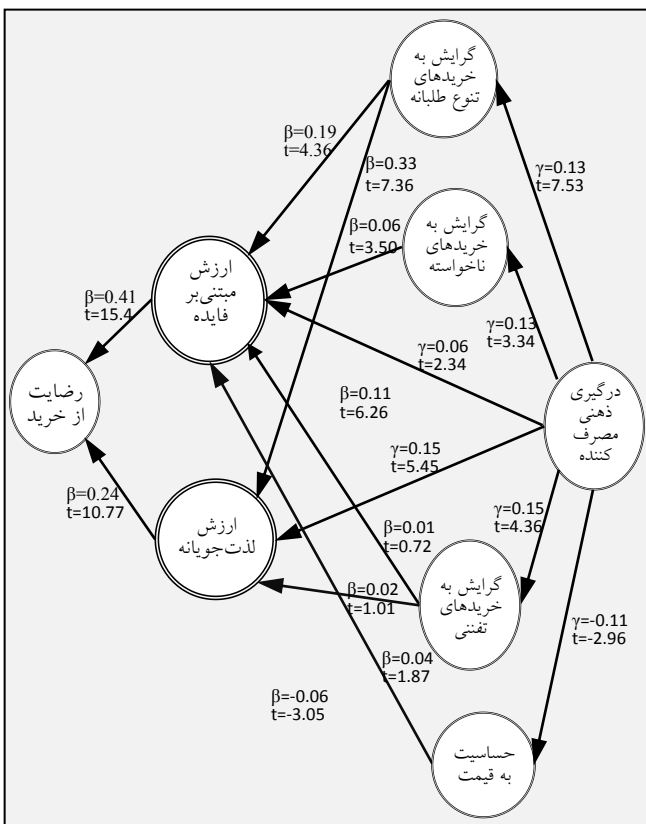 گرایش به
خریدهای
تنوع طلبانه
β=0.19
t=4.36
β=0.33
t=7.36
γ=0.13
t=7.53
گرایش به
خریدهای
ناخواسته
β=0.06
t=3.50
ارزش
مبتنی‌بر
فایده
β=0.41
t=15.4
γ=0.13
t=3.34
γ=0.06
t=2.34
رضایت
از خرید
درگیری
ذهنی
مصرف
کننده
β=0.11
t=6.26
γ=0.15
t=5.45
β=0.24
t=10.77
ارزش
لذت‌جویانه
γ=0.15
t=4.36
β=0.01
t=0.72
گرایش به
خریدهای
تفننی
β=0.02
t=1.01
γ=-0.11
t=-2.96
β=0.04
t=1.87
β=-0.06
t=-3.05
حساسیت
به قیمت